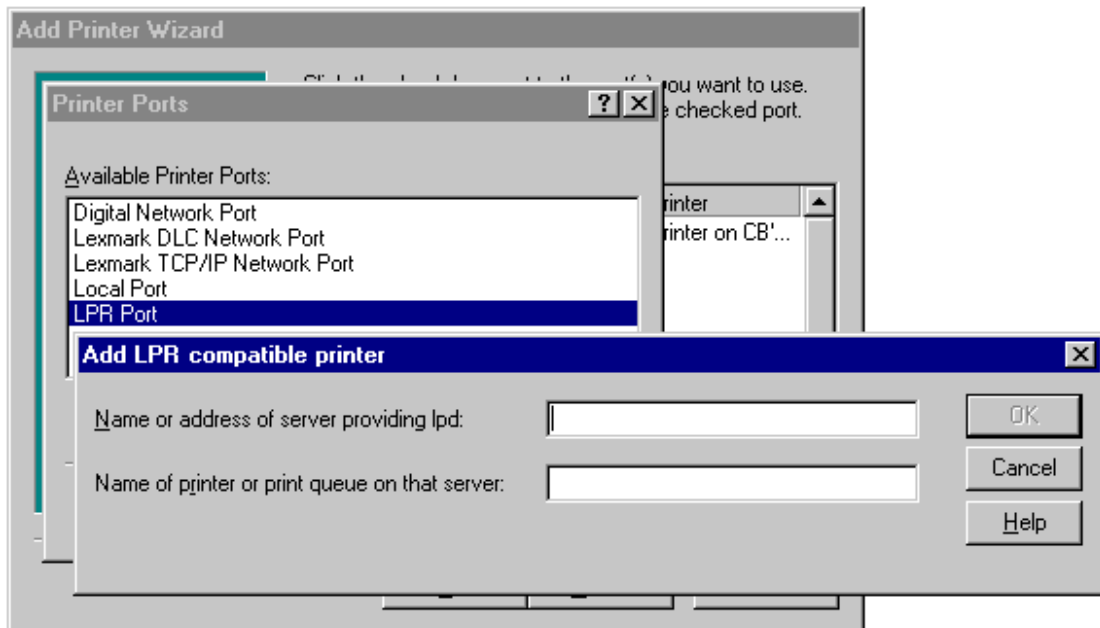 Add Printer Wizard
you want to use.
checked port.
Printer Ports
Available Printer Ports:
Digital Network Port
Lexmark DLC Network Port
Lexmark TCP/IP Network Port
Local Port
LPR Port
rinter
rinter on CB'...
Add LPR compatible printer
Name or address of server providing lpd:
OK
Name of printer or print queue on that server:
Cancel
Help